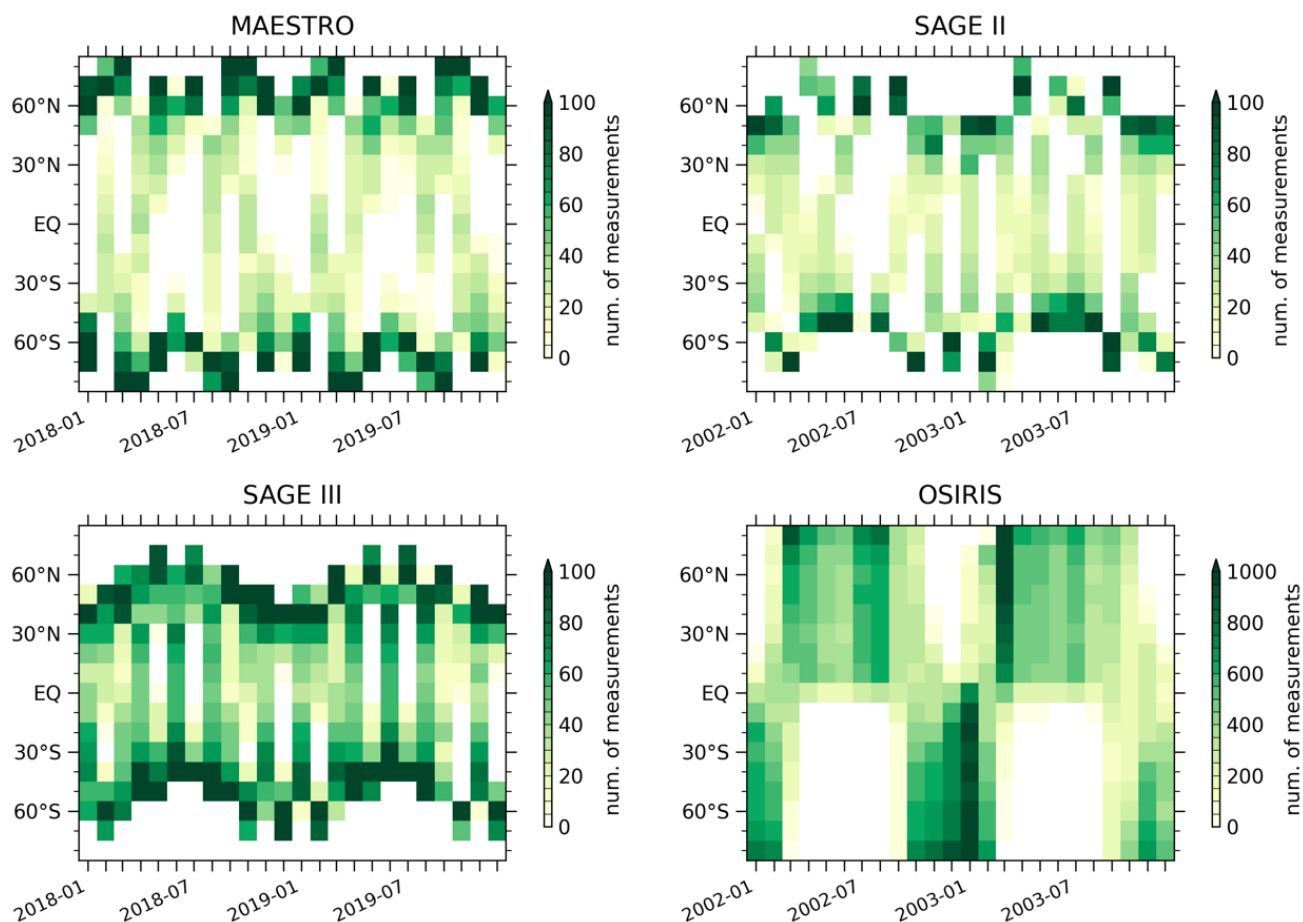 MAESTRO
60°N
30°N
EQ
30°S
60°S
2018-01
2018-07
2019-01
2019-07
100
80
60
40
20
0
num. of measurements
SAGE II
60°N
30°N
EQ
30°S
60°S
2002-01
2002-07
2003-01
2003-07
100
80
60
40
20
0
num. of measurements
SAGE III
60°N
30°N
EQ
30°S
60°S
2018-01
2018-07
2019-01
2019-07
100
80
60
40
20
0
num. of measurements
OSIRIS
60°N
30°N
EQ
30°S
60°S
2002-01
2002-07
2003-01
2003-07
1000
800
600
400
200
0
num. of measurements